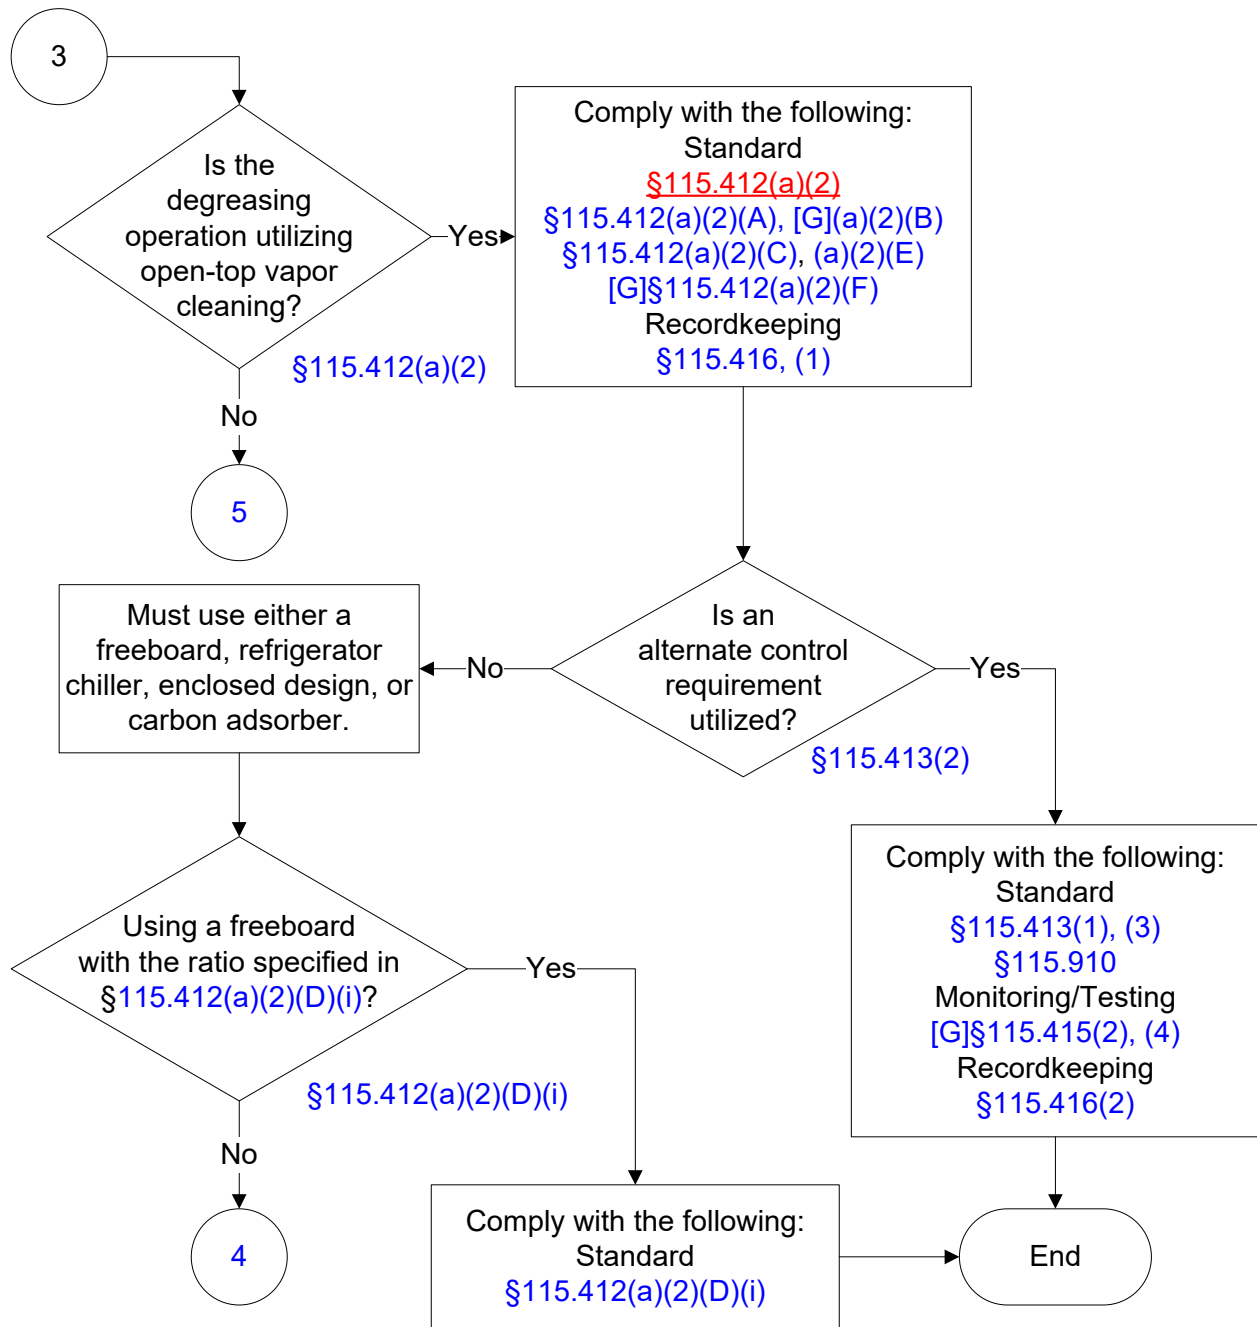 3
Is the
degreasing
operation utilizing
open-top vapor
cleaning?
Yes
§115.412(a)(2)
No
5
Comply with the following:
Standard
§115.412(a)(2)
§115.412(a)(2)(A), [G](a)(2)(B)
§115.412(a)(2)(C), (a)(2)(E)
[G]§115.412(a)(2)(F)
Recordkeeping
§115.416, (1)
Is an
alternate control
requirement
utilized?
§115.413(2)
No
Yes
Must use either a
freeboard, refrigerator
chiller, enclosed design, or
carbon adsorber.
Comply with the following:
Standard
§115.413(1), (3)
§115.910
Monitoring/Testing
[G]§115.415(2), (4)
Recordkeeping
§115.416(2)
Using a freeboard
with the ratio specified in
§115.412(a)(2)(D)(i)?
Yes
§115.412(a)(2)(D)(i)
No
4
Comply with the following:
Standard
§115.412(a)(2)(D)(i)
End